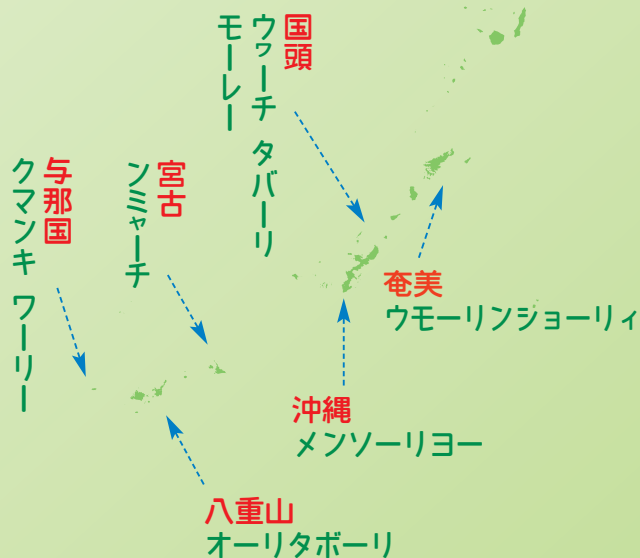 国頭
ウヮーチ タバーリ
モーレー
宮古
ンミャーチ
与那国
クマンキ ワーリー
奄美
ウモーリンショーリィ
沖縄
メンソーリヨー
八重山
オーリタボーリ